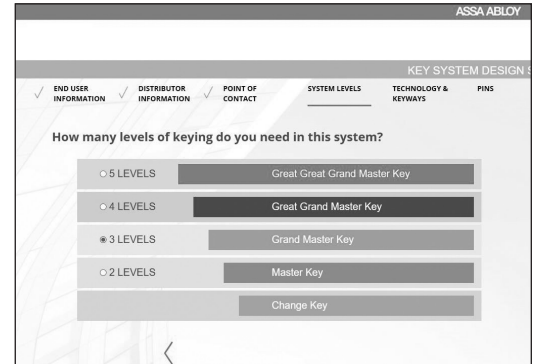 ASSA ABLOY
KEY SYSTEM DESIGN
END USER
INFORMATION
DISTRIBUTOR
INFORMATION
POINT OF
CONTACT
SYSTEM LEVELS
TECHNOLOGY &
KEYWAYS
PINS
How many levels of keying do you need in this system?
5 LEVELS Great Great Grand Master Key
4 LEVELS Great Grand Master Key
3 LEVELS Grand Master Key
2 LEVELS Master Key
Change Key